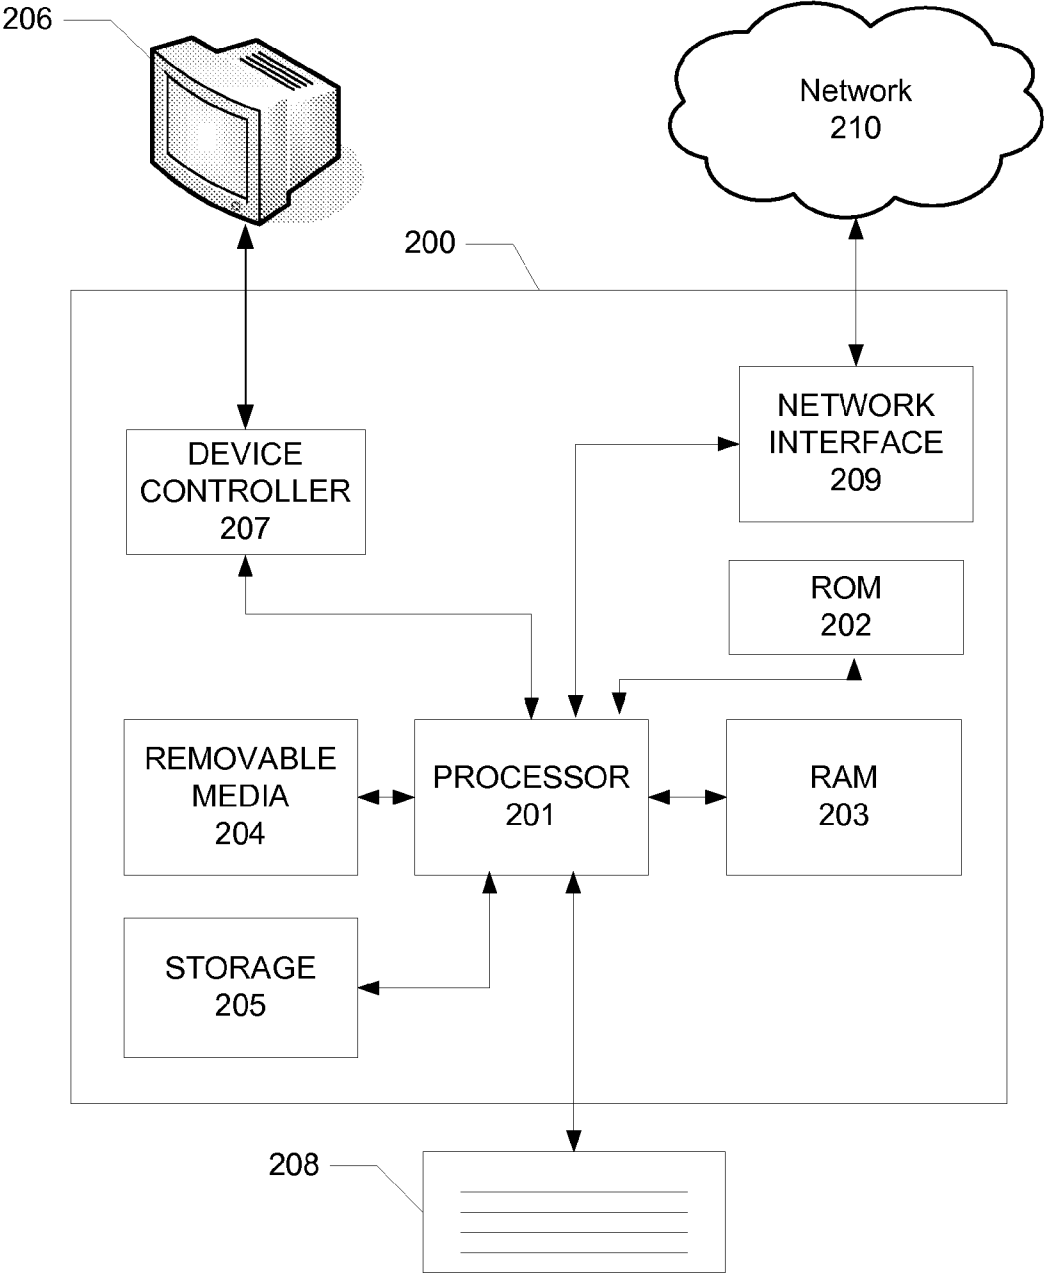 206
Network
210
200
NETWORK
INTERFACE
209
DEVICE
CONTROLLER
207
ROM
202
REMOVABLE
MEDIA
204
PROCESSOR
201
RAM
203
STORAGE
205
208